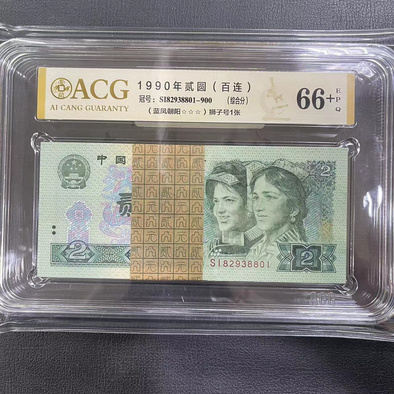 ACG
AI CANG GUARANTY
1990年贰圆(百连)
冠号:SI82938801-900 (综合分)
(蓝凤朝阳☆☆☆)狮子号1张
66+
EPQ
中国
贰
2
2
SI82938801